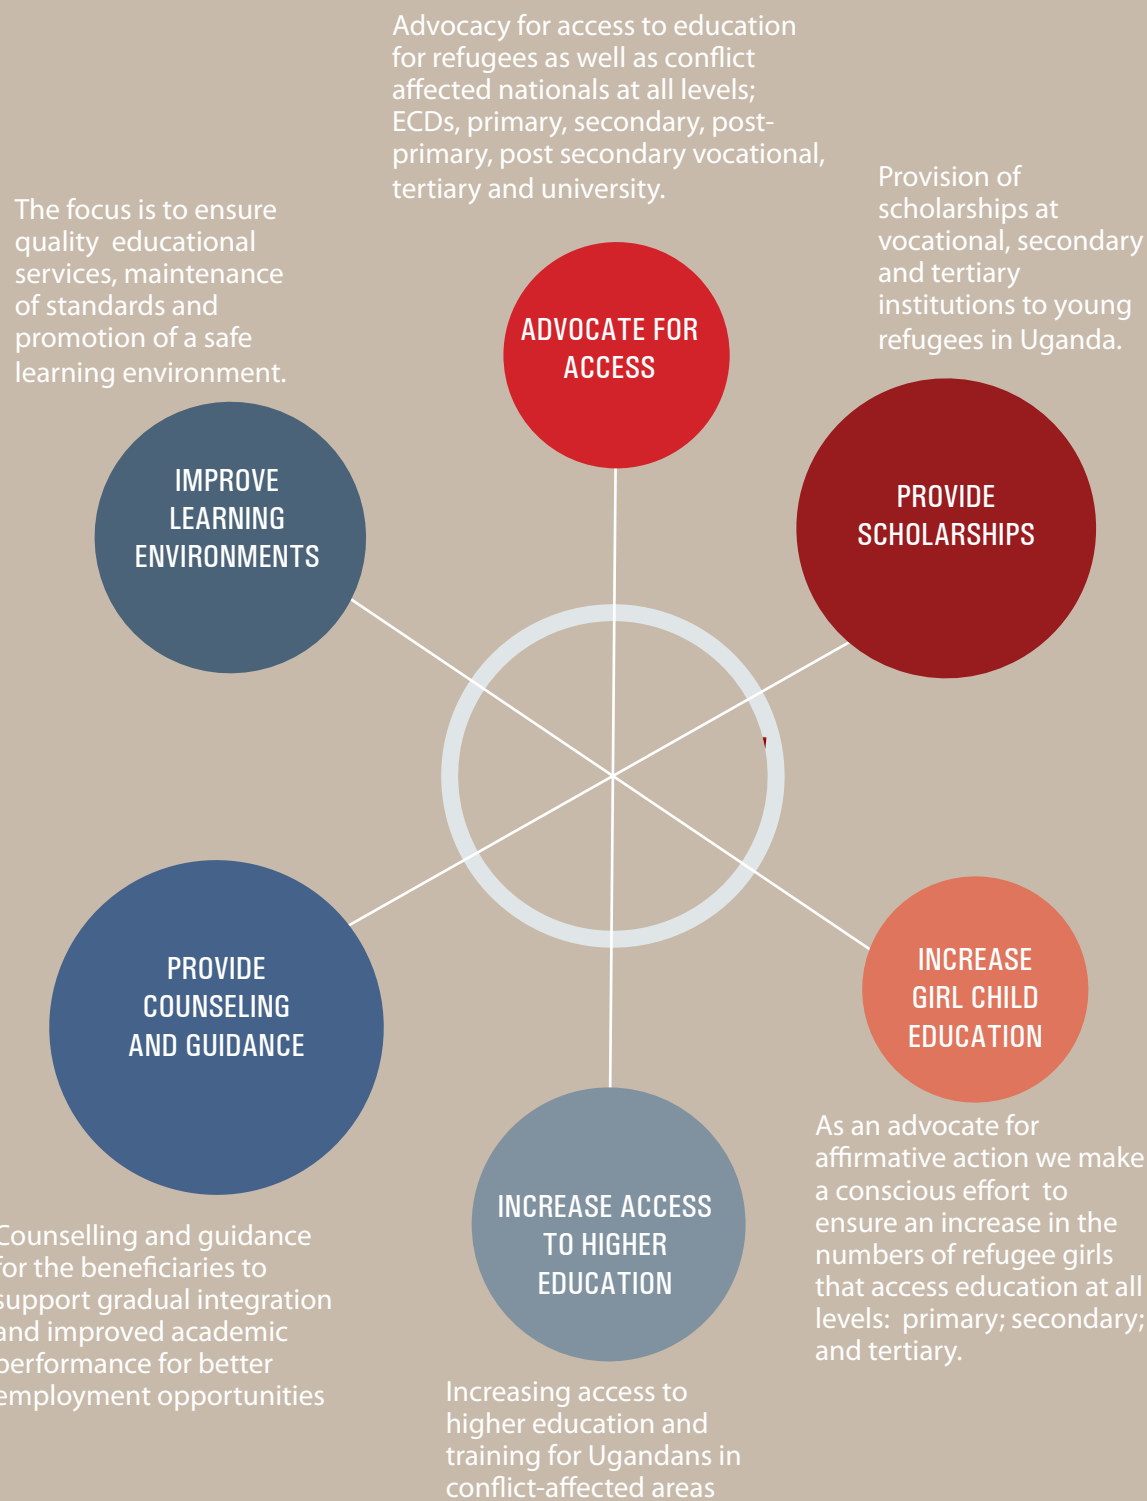 Advocacy for access to education
for refugees as well as conflict
affected nationals at all levels;
ECDs, primary, secondary, post-
primary, post secondary vocational,
tertiary and university.
ADVOCATE FOR
ACCESS
Provision of
scholarships at
vocational, secondary
and tertiary
institutions to young
refugees in Uganda.
PROVIDE
SCHOLARSHIPS
The focus is to ensure
quality educational
services, maintenance
of standards and
promotion of a safe
learning environment.
IMPROVE
LEARNING
ENVIRONMENTS
PROVIDE
COUNSELING
AND GUIDANCE
Counselling and guidance
for the beneficiaries to
support gradual integration
and improved academic
performance for better
employment opportunities
INCREASE ACCESS
TO HIGHER
EDUCATION
Increasing access to
higher education and
training for Ugandans in
conflict-affected areas
INCREASE
GIRL CHILD
EDUCATION
As an advocate for
affirmative action we make
a conscious effort to
ensure an increase in the
numbers of refugee girls
that access education at all
levels: primary; secondary;
and tertiary.